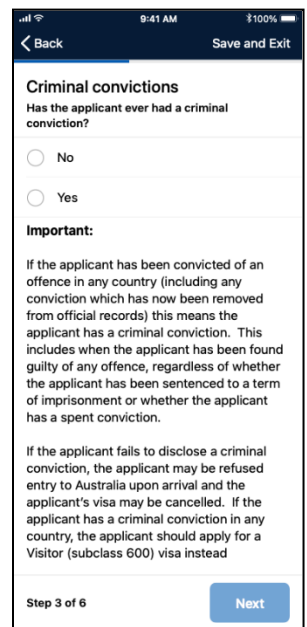 9:41 AM
100%
Back
Save and Exit
Criminal convictions
Has the applicant ever had a criminal
conviction?
No
Yes
Important:
If the applicant has been convicted of an
offence in any country (including any
conviction which has now been removed
from official records) this means the
applicant has a criminal conviction.  This
includes when the applicant has been found
guilty of any offence, regardless of whether
the applicant has been sentenced to a term
of imprisonment or whether the applicant
has a spent conviction.
If the applicant fails to disclose a criminal
conviction, the applicant may be refused
entry to Australia upon arrival and the
applicant's visa may be cancelled.  If the
applicant has a criminal conviction in any
country, the applicant should apply for a
Visitor (subclass 600) visa instead
Step 3 of 6
Next